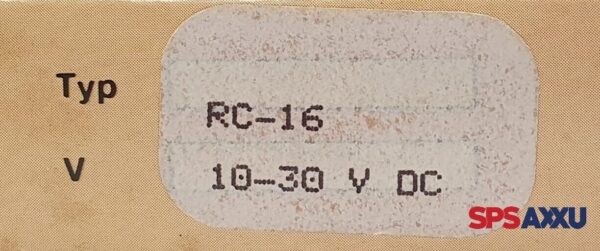 Typ RC-16
V 10-30 V DC
SPSAXXU